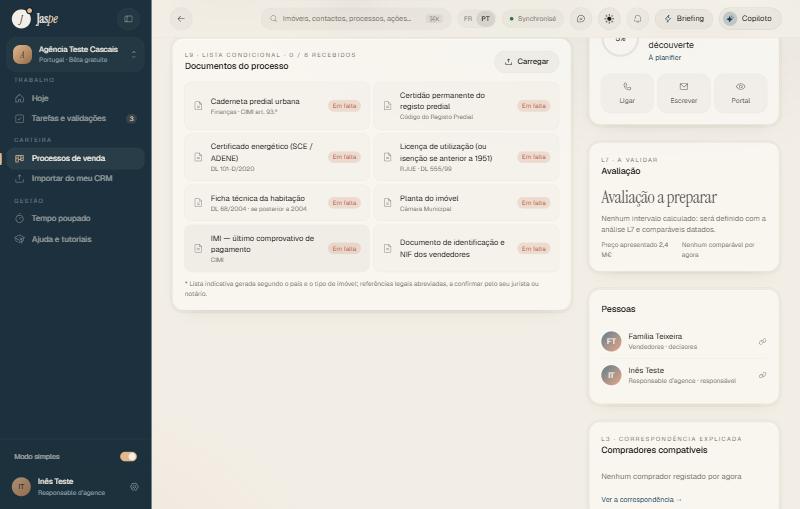 Jaspe
Agência Teste Cascais
Portugal · Bêta gratuite
TRABALHO
Hoje
Tarefas e validações
3
CARTEIRA
Processos de venda
Importar do meu CRM
GESTÃO
Tempo poupado
Ajuda e tutoriais
Modo simples
Inês Teste
Responsable d'agence
Imóveis, contactos, processos, ações...
⌘K
FR PT
Synchronisé
Briefing
Copiloto
L9 · LISTA CONDICIONAL · 0 / 8 RECEBIDOS
Documentos do processo
Carregar
Caderneta predial urbana
Finanças · CIMI art. 93.º
Em falta
Certidão permanente do
registo predial
Código do Registo Predial
Em falta
Certificado energético (SCE /
ADENE)
DL 101-D/2020
Em falta
Licença de utilização (ou
isenção se anterior a 1951)
RJUE · DL 555/99
Em falta
Ficha técnica da habitação
DL 68/2004 · se posterior a 2004
Em falta
Planta do imóvel
Câmara Municipal
Em falta
IMI — último comprovativo de
pagamento
CIMI
Em falta
Documento de identificação e
NIF dos vendedores
Em falta
* Lista indicativa gerada segundo o país e o tipo de imóvel; referências legais abreviadas, a confirmar pelo seu jurista ou
notário.
5%
découverte
À planifier
Ligar
Escrever
Portal
L7 · A VALIDAR
Avaliação
Avaliação a preparar
Nenhum intervalo calculado: será definido com a
análise L7 e comparáveis datados.
Preço apresentado 2,4
M€
Nenhum comparável por
agora
Pessoas
FT
Família Teixeira
Vendedores · decisores
IT
Inês Teste
Responsable d'agence · responsável
L3 · CORRESPONDÊNCIA EXPLICADA
Compradores compatíveis
Nenhum comprador registado por agora
Ver a correspondência →